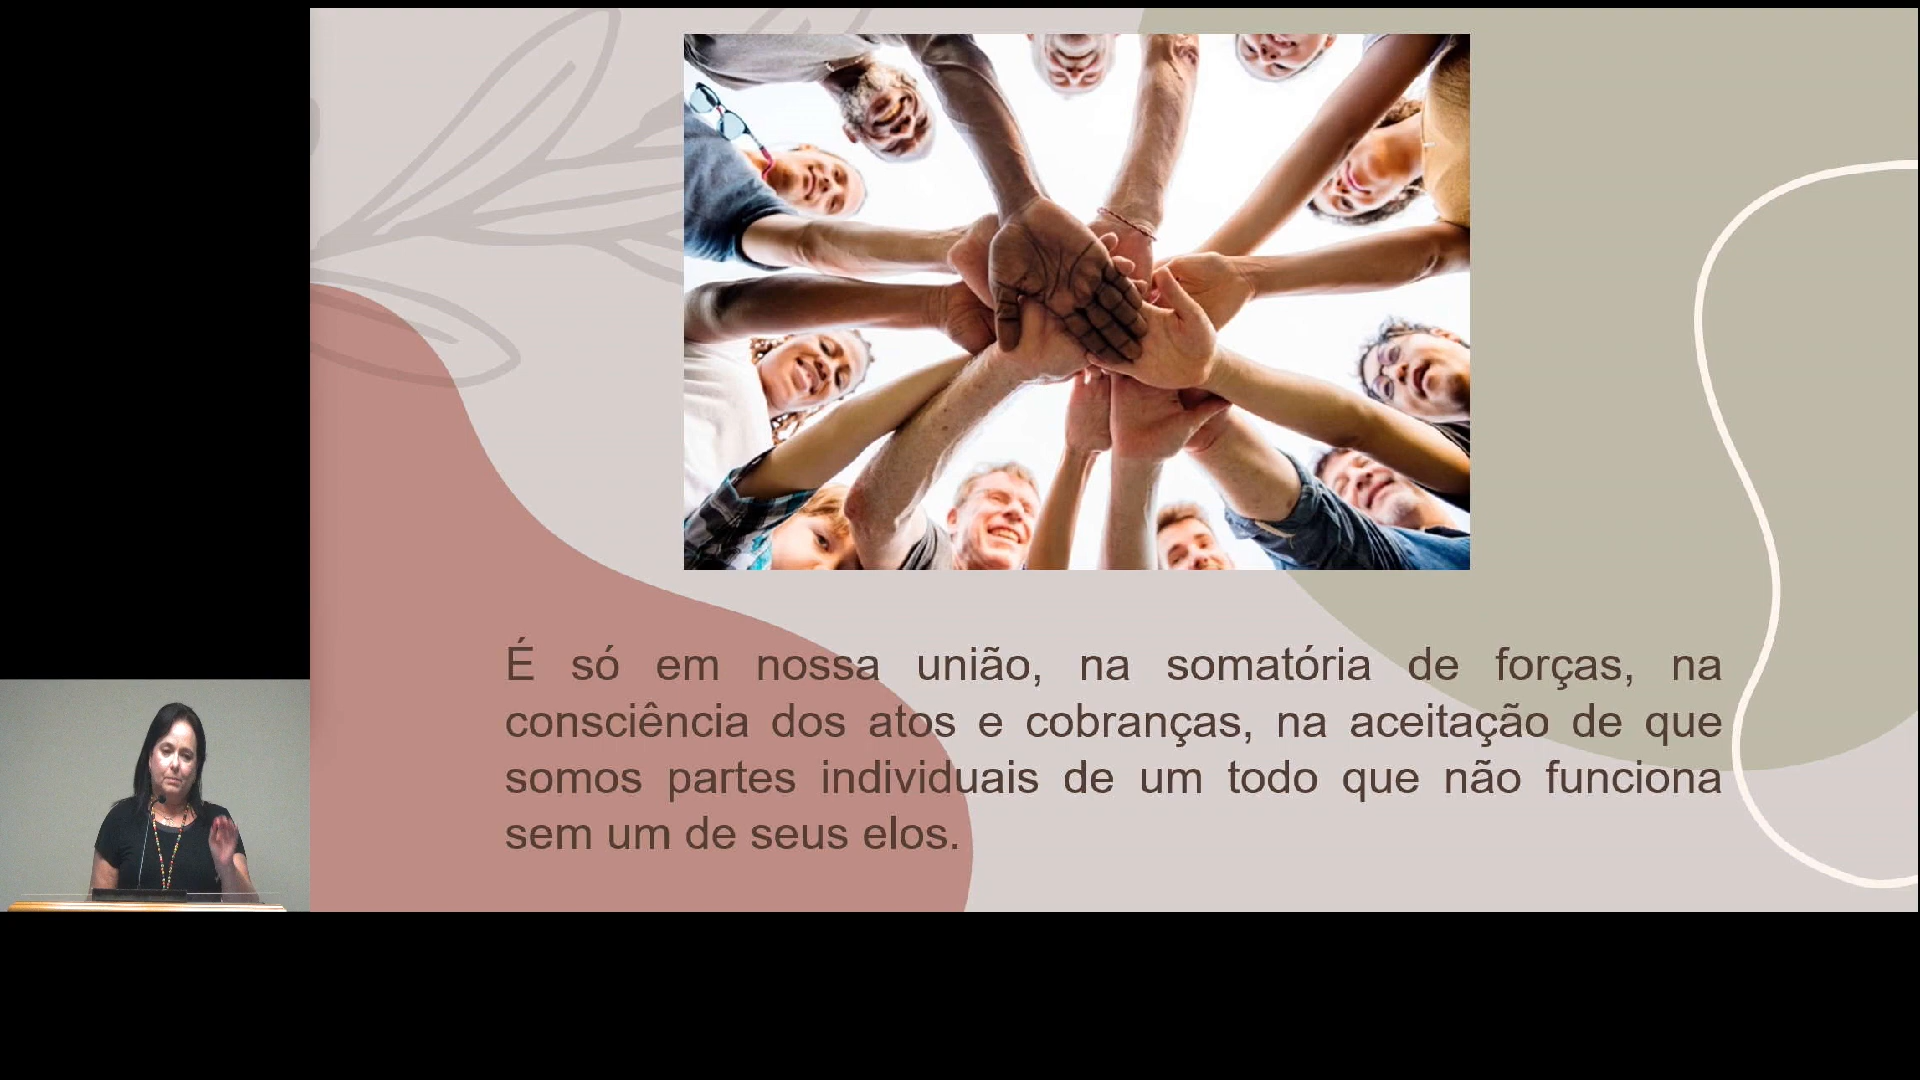 É só em nossa união, na somatória de forças, na
consciência dos atos e cobranças, na aceitação de que
somos partes individuais de um todo que não funciona
sem um de seus elos.